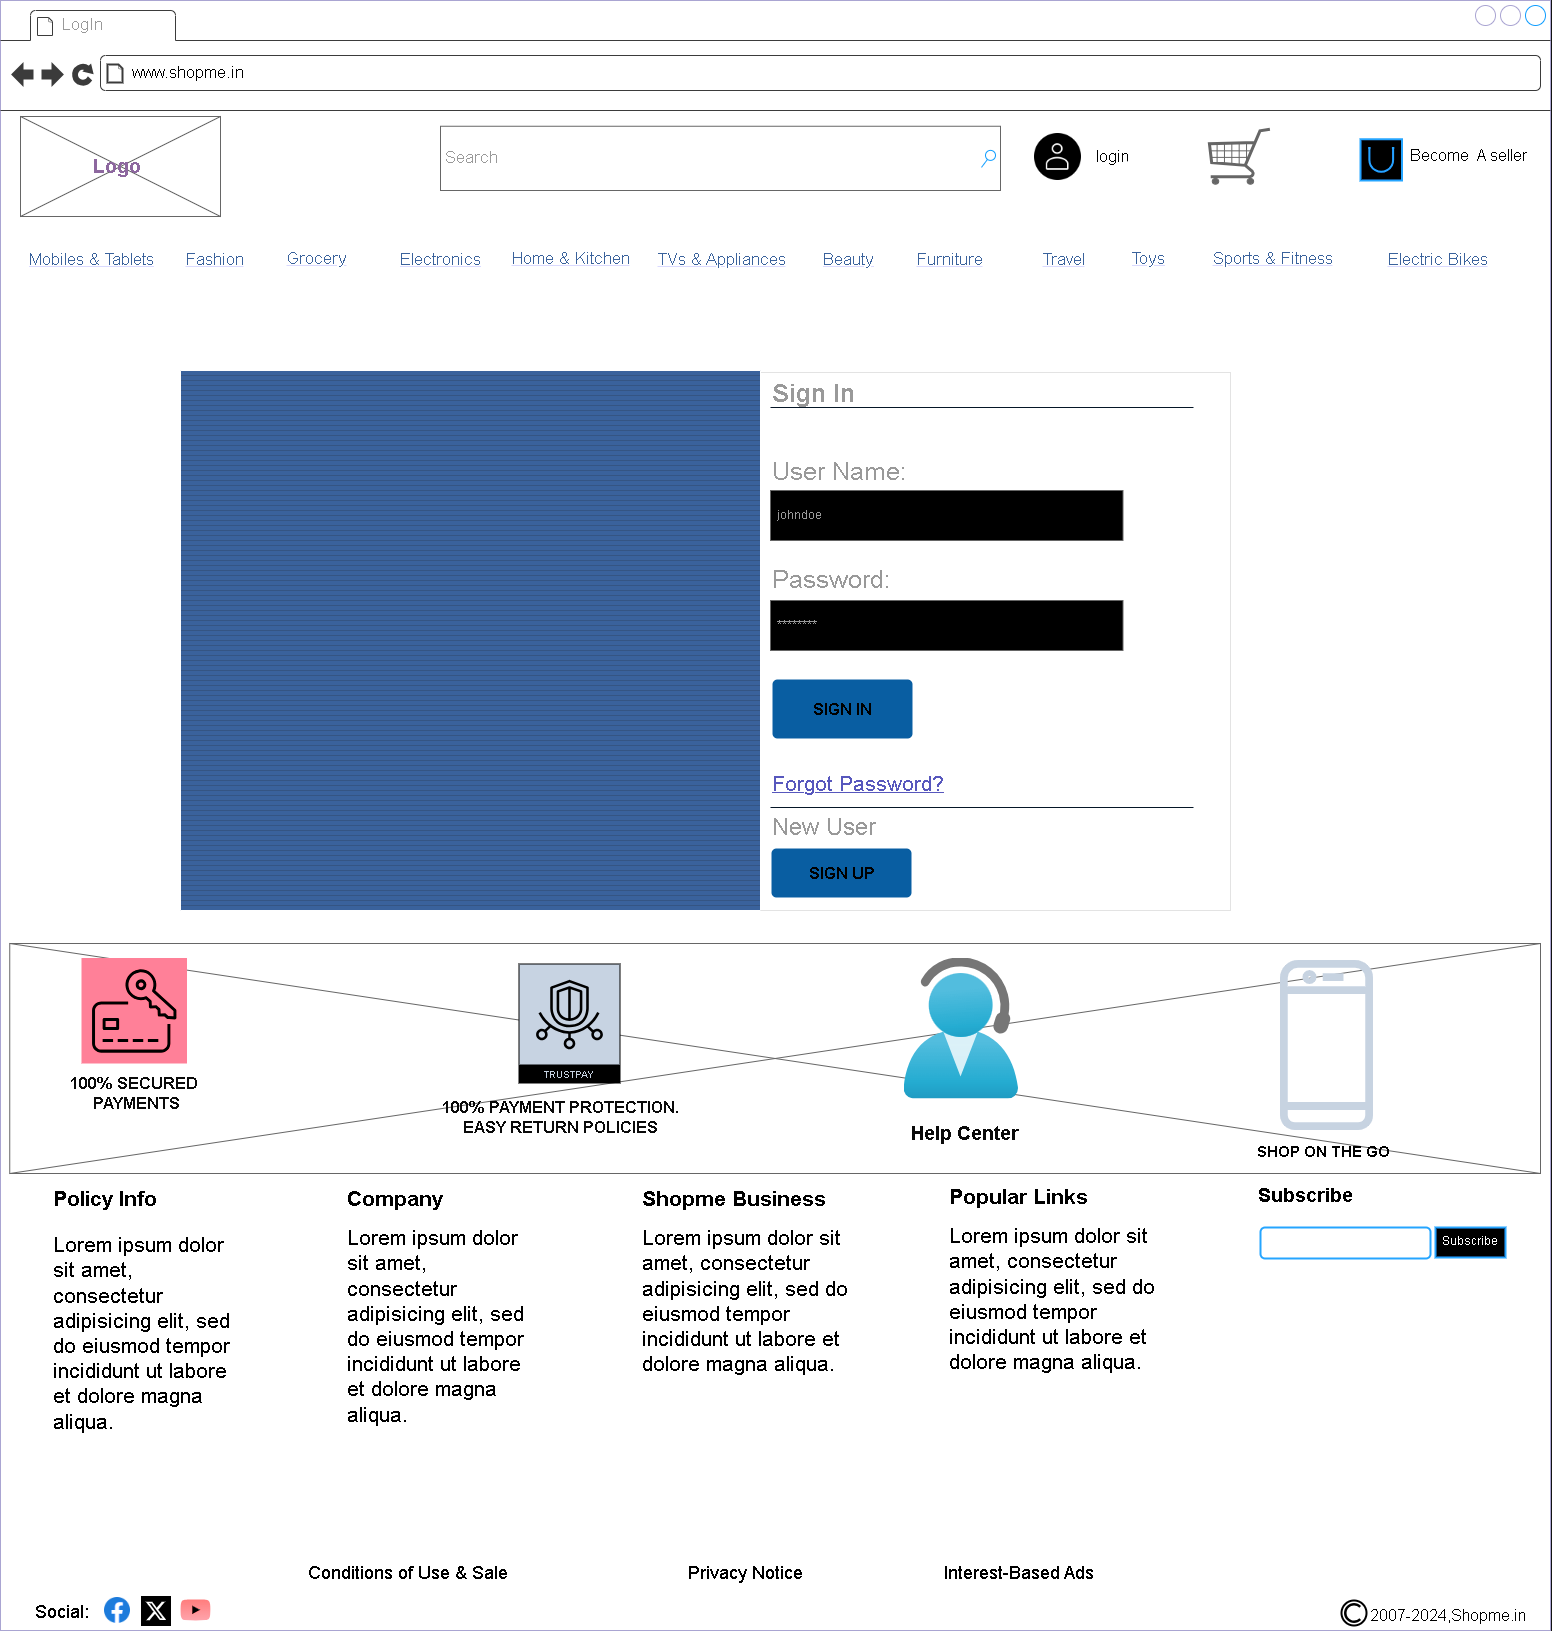 LogIn
www.shopme.in
Logo
Search
login
Become A seller
Mobiles & Tablets
Fashion
Grocery
Electronics
Home & Kitchen
TVs & Appliances
Beauty
Furniture
Travel
Toys
Sports & Fitness
Electric Bikes
Sign In
User Name:
johndoe
Password:
********
SIGN IN
Forgot Password?
New User
SIGN UP
100% SECURED
PAYMENTS
TRUSTPAY
100% PAYMENT PROTECTION.
EASY RETURN POLICIES
Help Center
SHOP ON THE GO
Policy Info
Lorem ipsum dolor
sit amet,
consectetur
adipisicing elit, sed
do eiusmod tempor
incididunt ut labore
et dolore magna
aliqua.
Company
Lorem ipsum dolor
sit amet,
consectetur
adipisicing elit, sed
do eiusmod tempor
incididunt ut labore
et dolore magna
aliqua.
Shopme Business
Lorem ipsum dolor sit
amet, consectetur
adipisicing elit, sed do
eiusmod tempor
incididunt ut labore et
dolore magna aliqua.
Popular Links
Lorem ipsum dolor sit
amet, consectetur
adipisicing elit, sed do
eiusmod tempor
incididunt ut labore et
dolore magna aliqua.
Subscribe
Subscribe
Conditions of Use & Sale
Privacy Notice
Interest-Based Ads
Social:
©2007-2024,Shopme.in